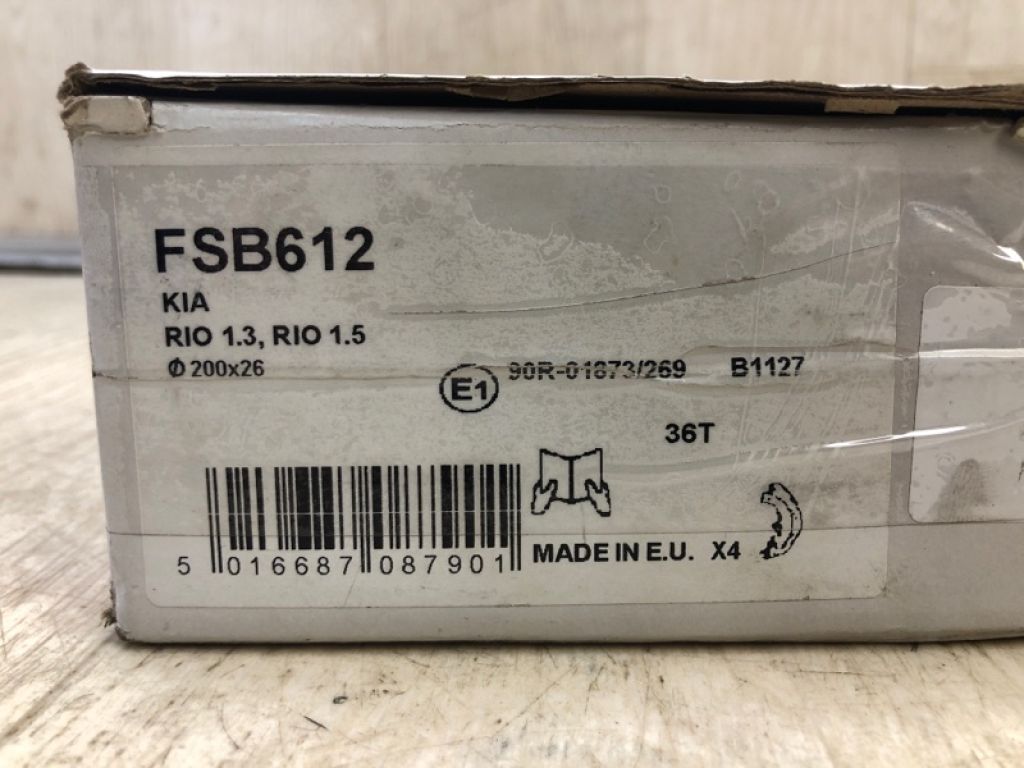 FSB612
KIA
RIO 1.3, RIO 1.5
Φ 200x26
E1 90R-01873/269 B1127
36T
5 016687 087901
MADE IN E.U. X4